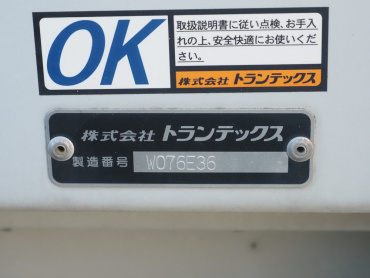 OK
取扱説明書に従い点検、お手入
れの上、安全快適にお使いくだ
さい。
株式会社 トランテックス
株式会社 トランテックス
製造番号 W076E36